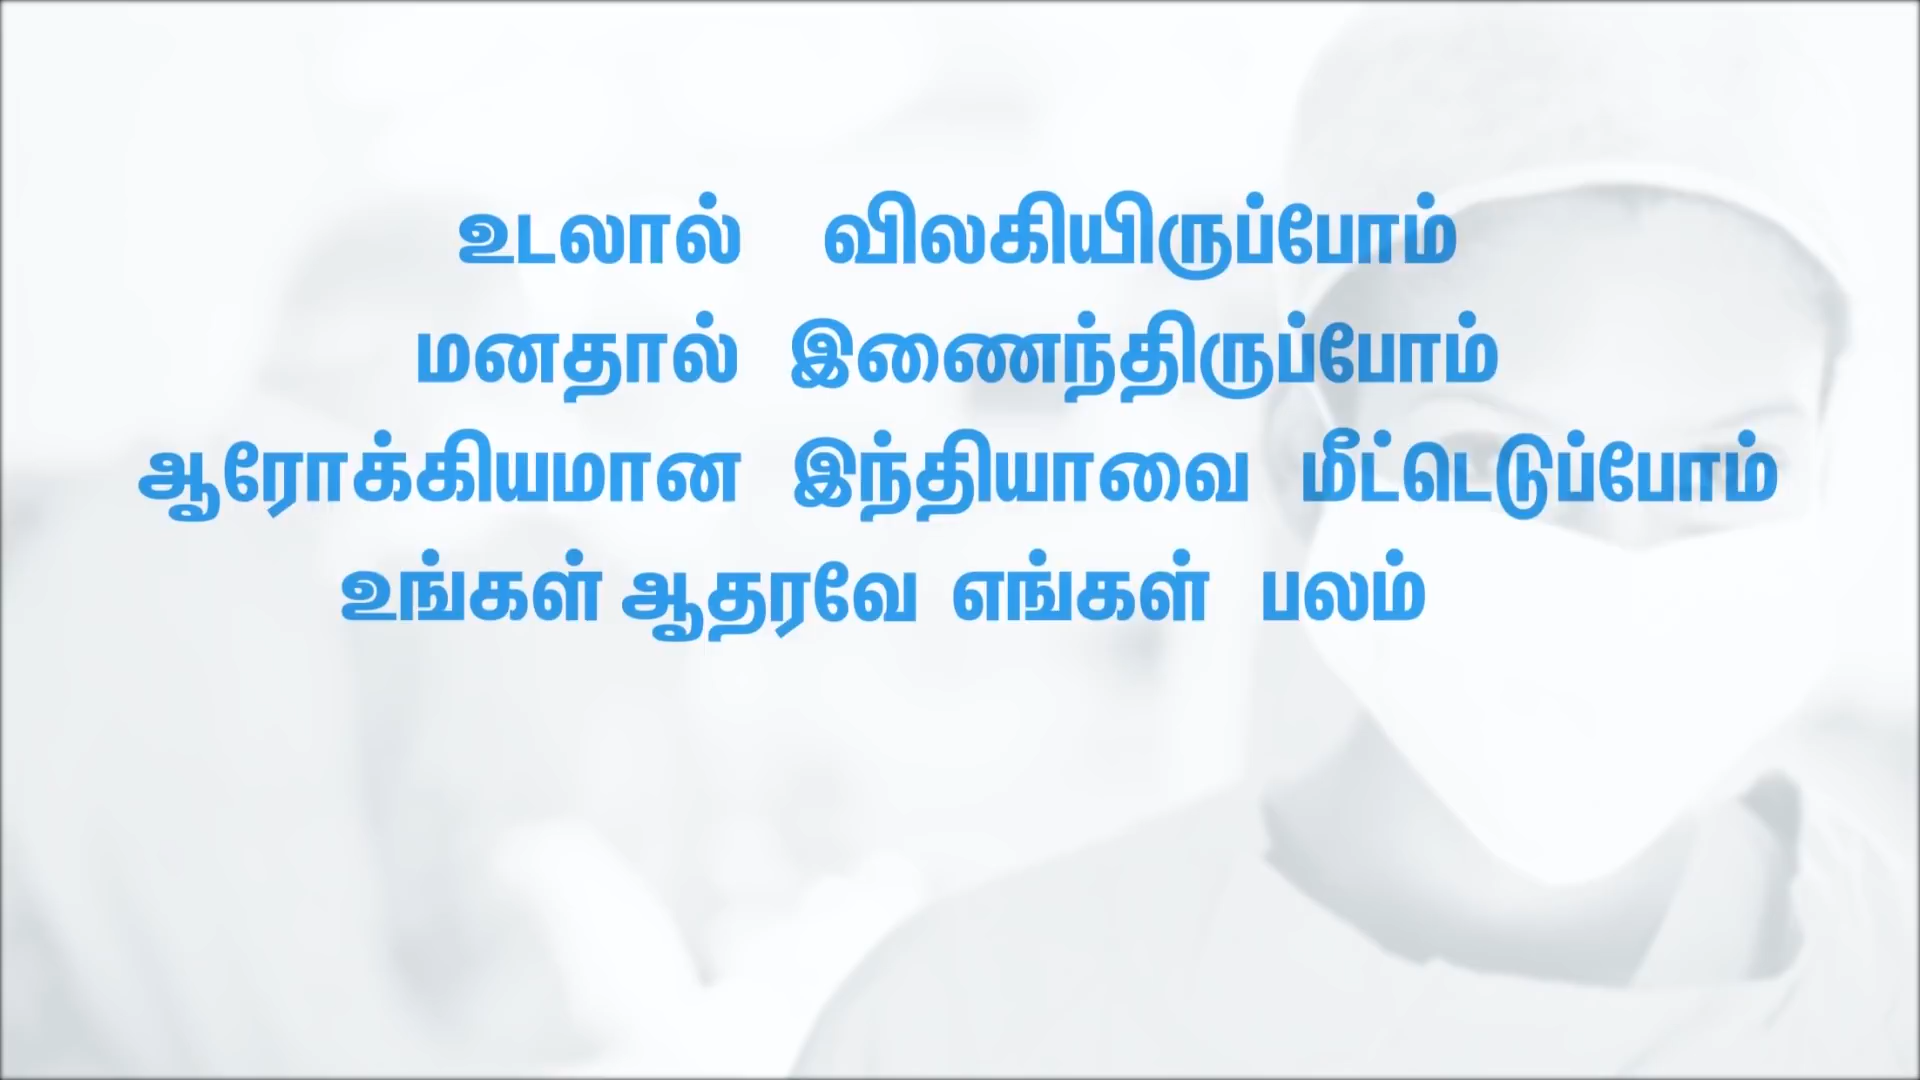 உடலால் விலகியிருப்போம்
மனதால் இணைந்திருப்போம்
ஆரோக்கியமான இந்தியாவை மீட்டெடுப்போம்
உங்கள் ஆதரவே எங்கள் பலம்